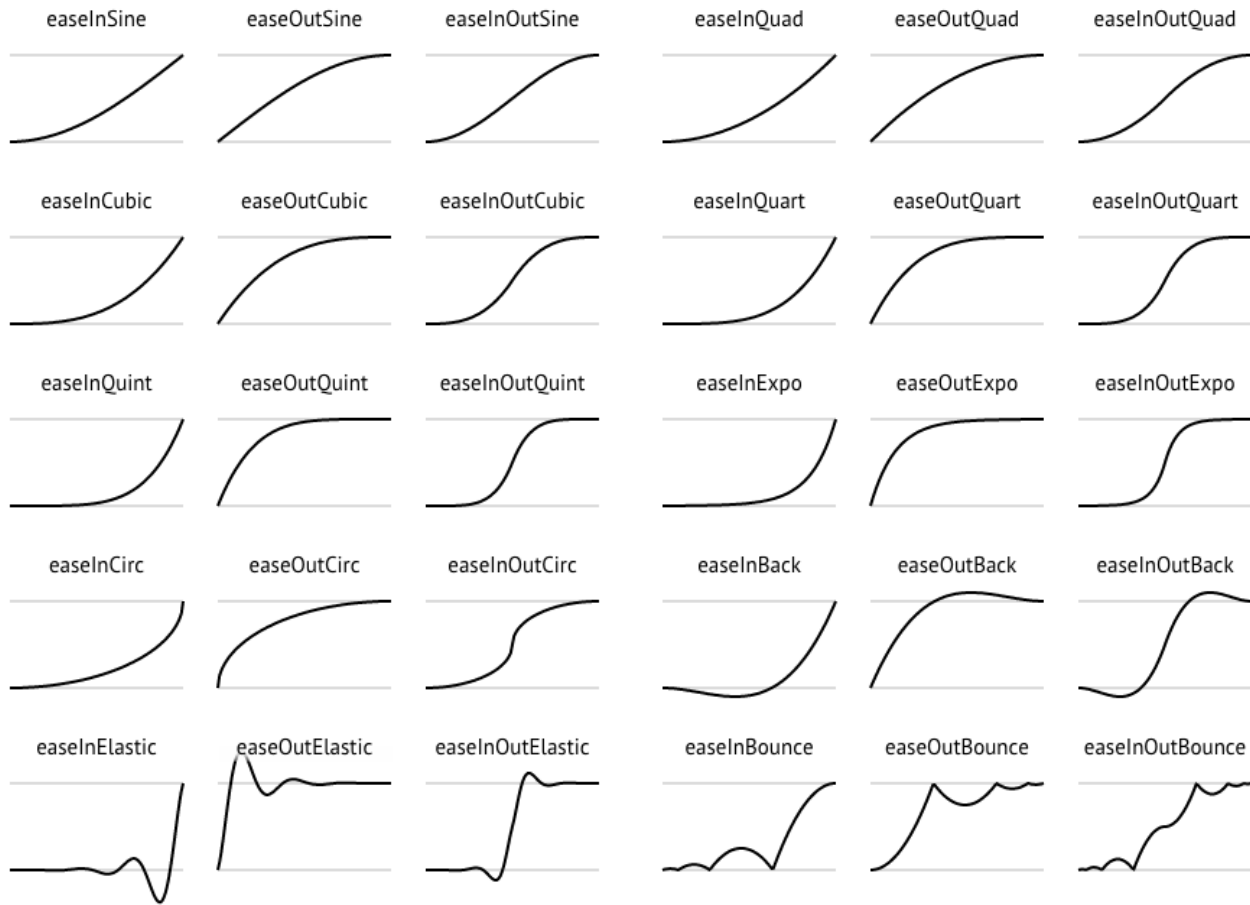 easeInSine easeOutSine easeInOutSine easeInQuad easeOutQuad easeInOutQuad
easeInCubic easeOutCubic easeInOutCubic easeInQuart easeOutQuart easeInOutQuart
easeInQuint easeOutQuint easeInOutQuint easeInExpo easeOutExpo easeInOutExpo
easeInCirc easeOutCirc easeInOutCirc easeInBack easeOutBack easeInOutBack
easeInElastic easeOutElastic easeInOutElastic easeInBounce easeOutBounce easeInOutBounce